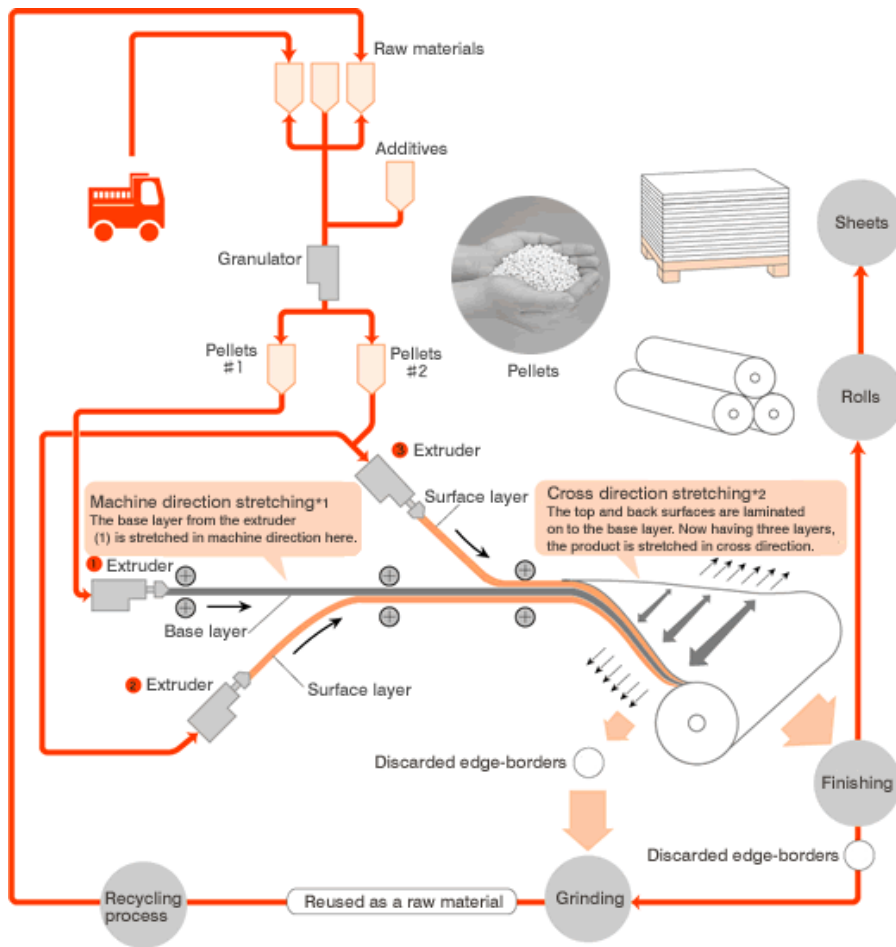 Raw materials
Additives
Granulator
Pellets
#1
Pellets
#2
Pellets
Sheets
Rolls
3 Extruder
Surface layer
Machine direction stretching*1
The base layer from the extruder
(1) is stretched in machine direction here.
Cross direction stretching*2
The top and back surfaces are laminated
on to the base layer. Now having three layers,
the product is stretched in cross direction.
1 Extruder
Base layer
2 Extruder
Surface layer
Discarded edge-borders
Finishing
Discarded edge-borders
Recycling
process
Reused as a raw material
Grinding